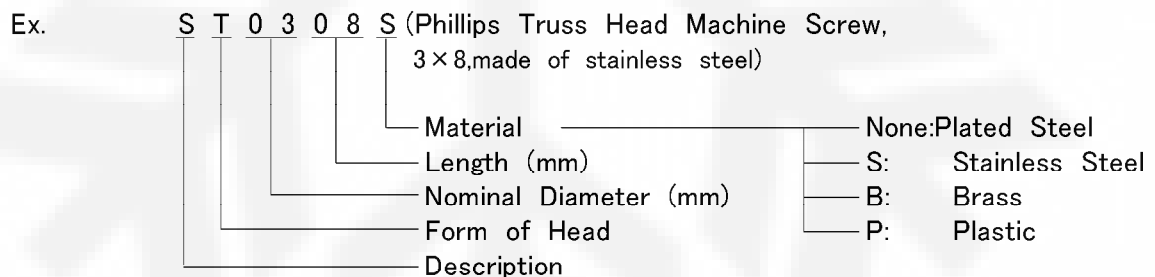 Ex. S T 0 3 0 8 S (Phillips Truss Head Machine Screw,
3×8,made of stainless steel)
Material None:Plated Steel
Length (mm) S: Stainless Steel
Nominal Diameter (mm) B: Brass
Form of Head P: Plastic
Description